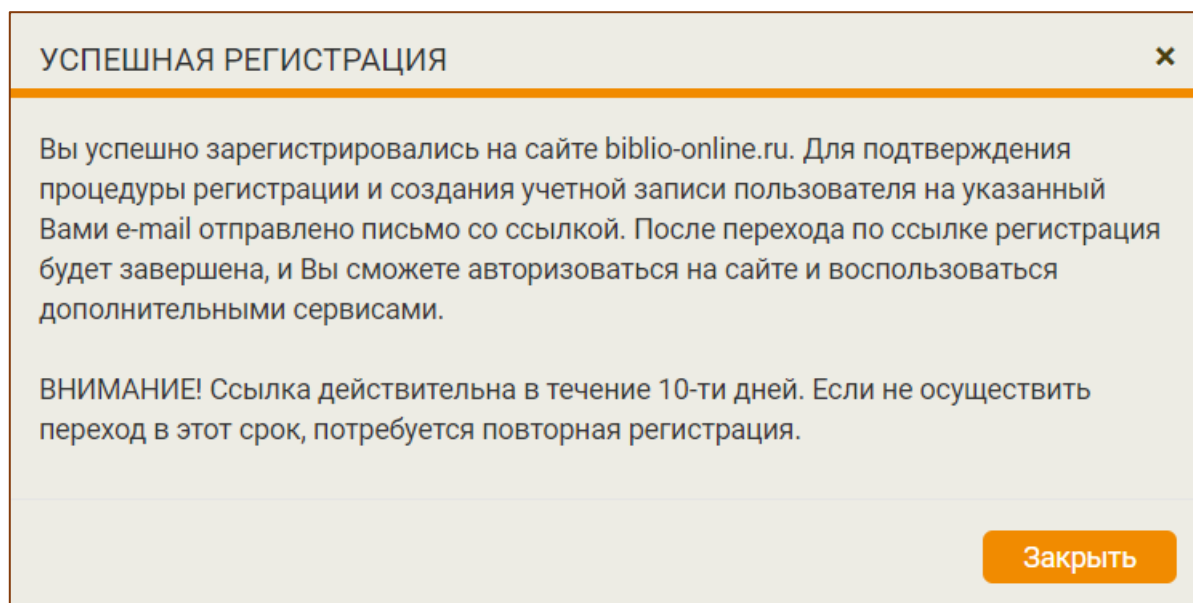 УСПЕШНАЯ РЕГИСТРАЦИЯ ×
Вы успешно зарегистрировались на сайте biblio-online.ru. Для подтверждения
процедуры регистрации и создания учетной записи пользователя на указанный
Вами e-mail отправлено письмо со ссылкой. После перехода по ссылке регистрация
будет завершена, и Вы сможете авторизоваться на сайте и воспользоваться
дополнительными сервисами.
ВНИМАНИЕ! Ссылка действительна в течение 10-ти дней. Если не осуществить
переход в этот срок, потребуется повторная регистрация.
Закрыть